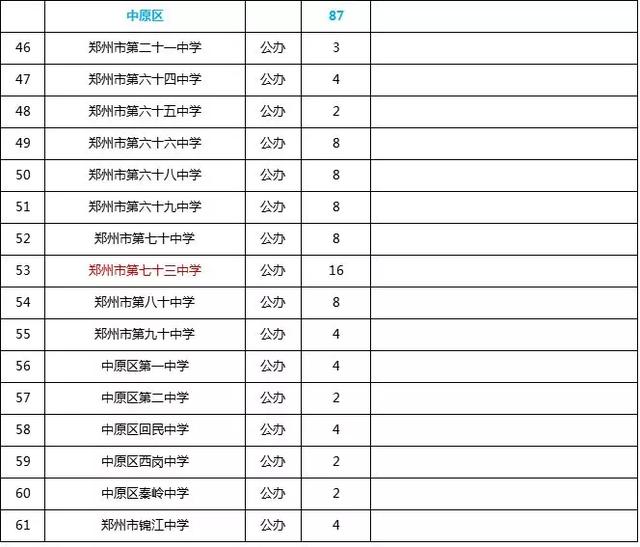 中原区 87
46 郑州市第二十一中学 公办 3
47 郑州市第六十四中学 公办 4
48 郑州市第六十五中学 公办 2
49 郑州市第六十六中学 公办 8
50 郑州市第六十八中学 公办 8
51 郑州市第六十九中学 公办 8
52 郑州市第七十中学 公办 8
53 郑州市第七十三中学 公办 16
54 郑州市第八十中学 公办 8
55 郑州市第九十中学 公办 4
56 中原区第一中学 公办 4
57 中原区第二中学 公办 2
58 中原区回民中学 公办 4
59 中原区西岗中学 公办 2
60 中原区秦岭中学 公办 2
61 郑州市锦江中学 公办 4